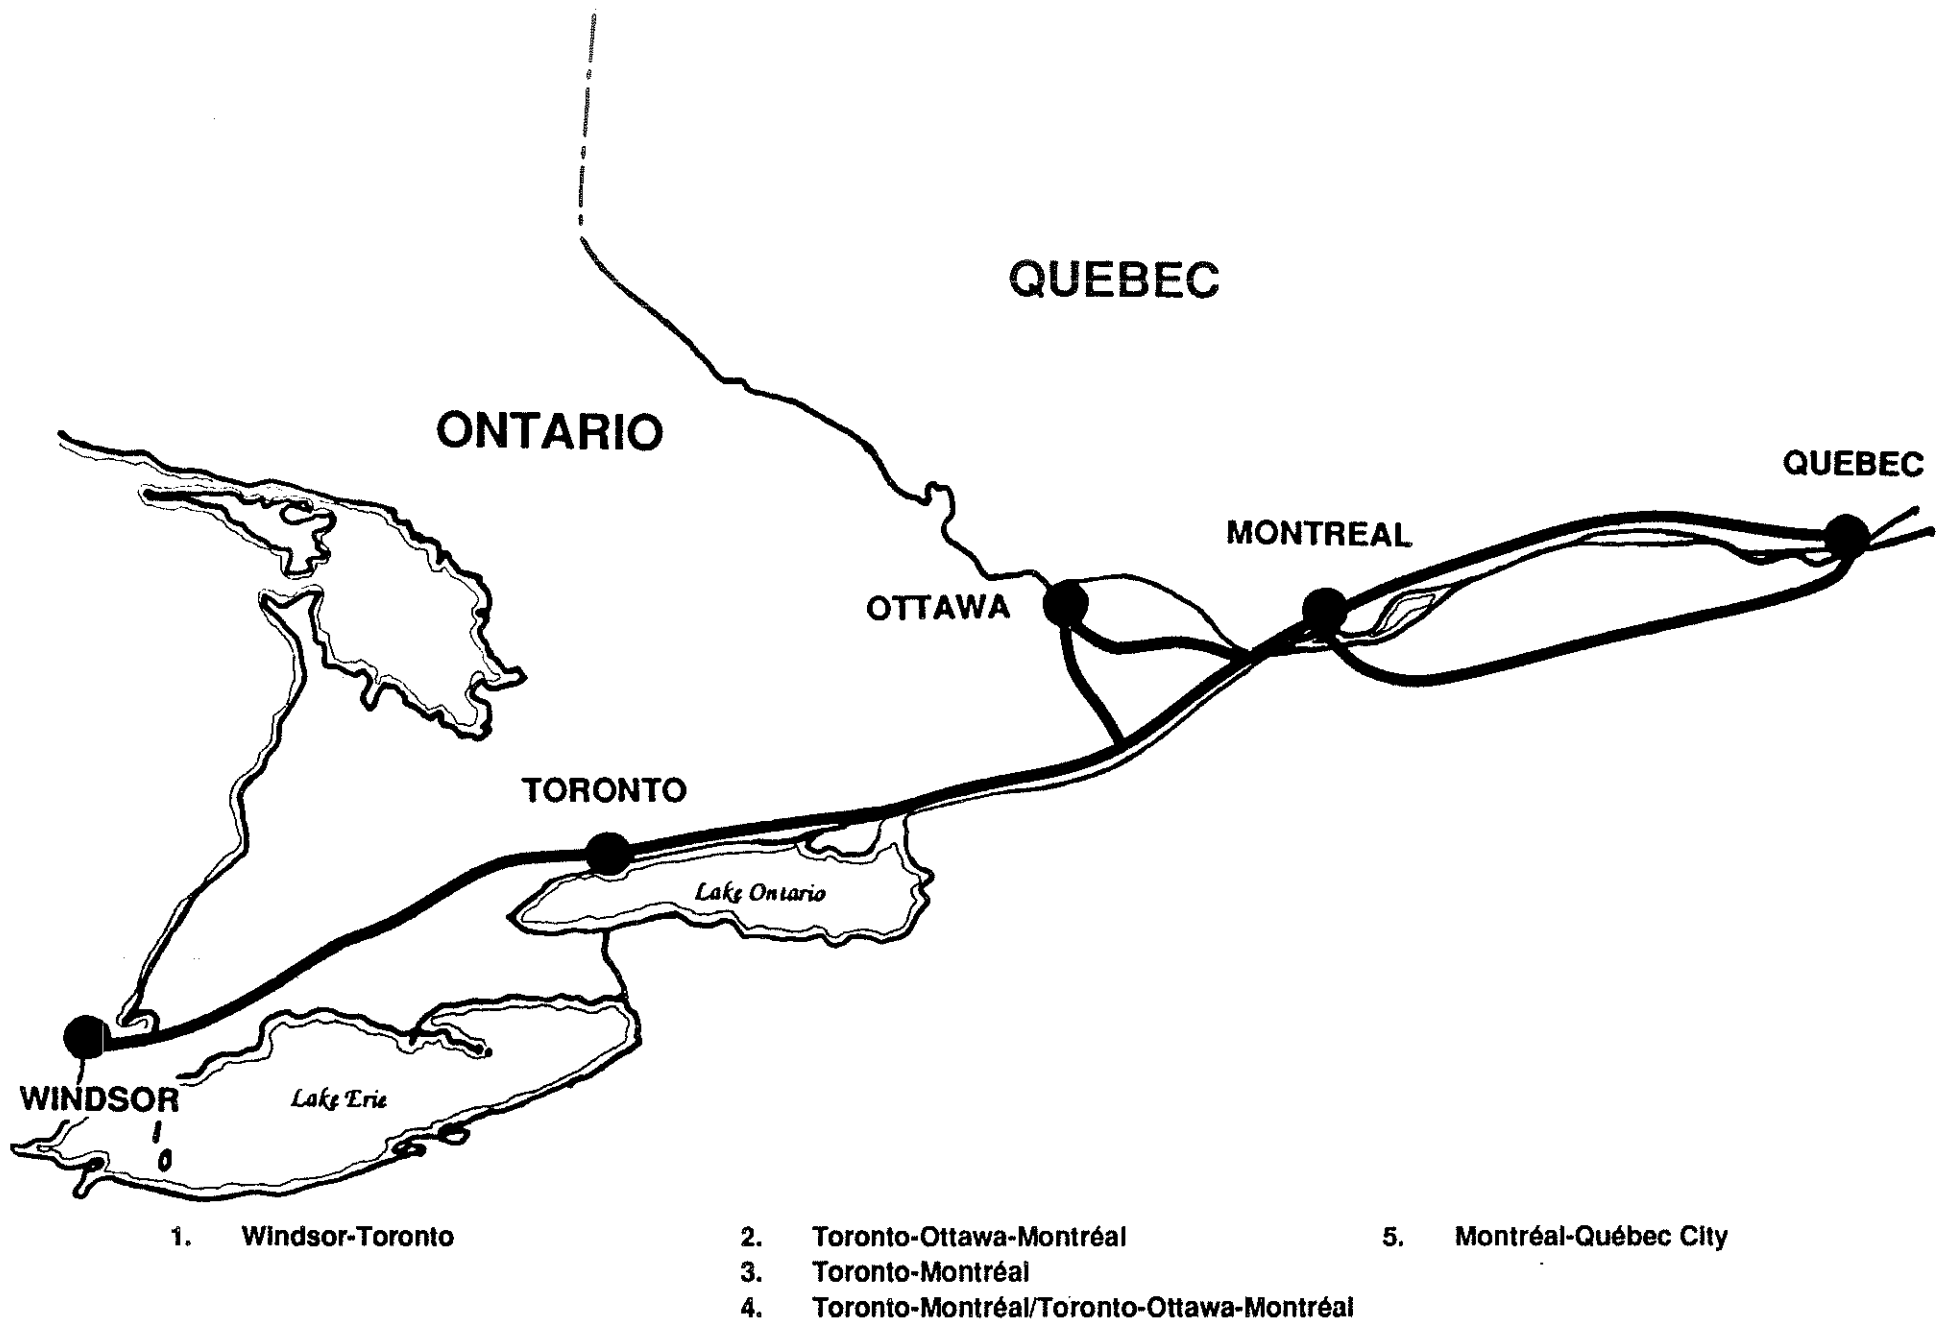 QUEBEC
ONTARIO
QUEBEC
MONTREAL
OTTAWA
TORONTO
Lake Ontario
WINDSOR
Lake Erie
1. Windsor-Toronto
2. Toronto-Ottawa-Montréal
3. Toronto-Montréal
4. Toronto-Montréal/Toronto-Ottawa-Montréal
5. Montréal-Québec City